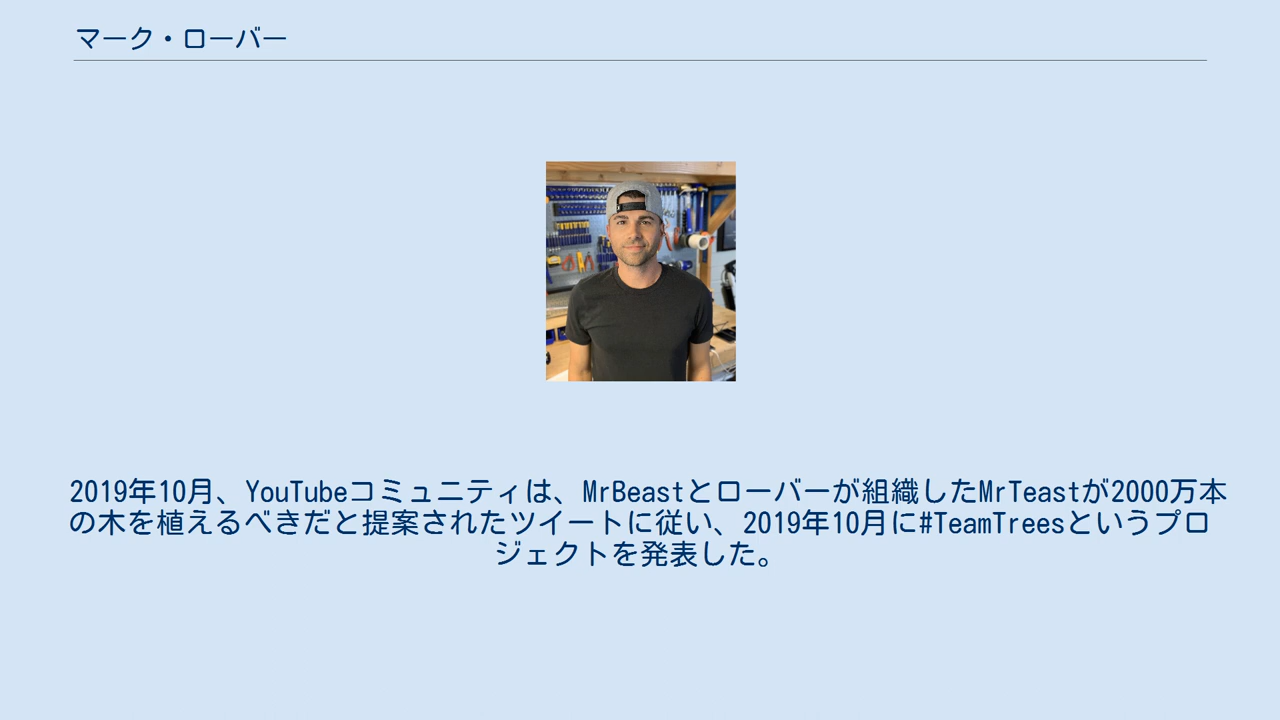 マーク・ローバー
2019年10月、YouTubeコミュニティは、MrBeastとローバーが組織したMrTeastが2000万本
の木を植えるべきだと提案されたツイートに従い、2019年10月に#TeamTreesというプロ
ジェクトを発表した。